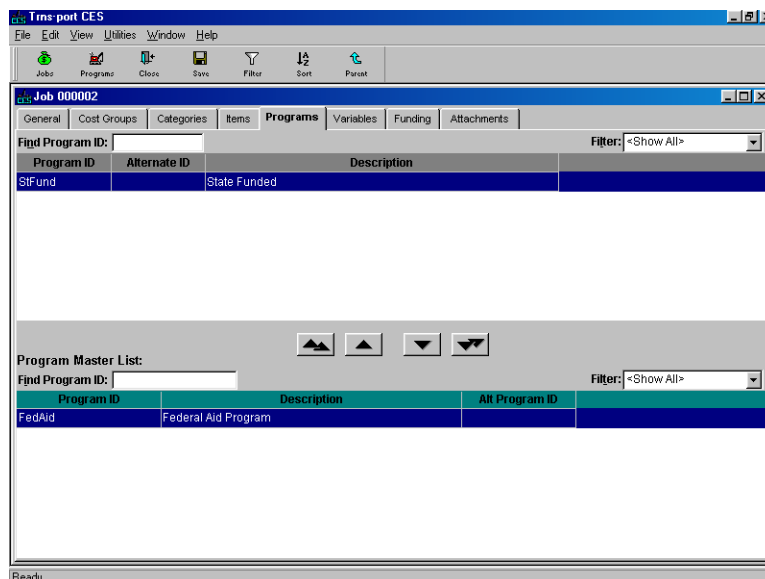 Trns·port CES
File Edit View Utilities Window Help
Jobs Programs Close Save Filter Sort Parent
Job 000002
General Cost Groups Categories Items Programs Variables Funding Attachments
Find Program ID: Filter: <Show All>
Program ID Alternate ID Description
StFund State Funded
Program Master List:
Find Program ID: Filter: <Show All>
Program ID Description Alt Program ID
FedAid Federal Aid Program
Ready